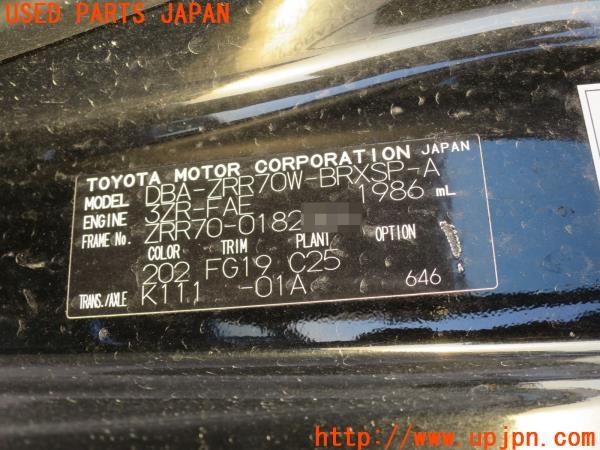 USED PARTS JAPAN
TOYOTA MOTOR CORPORATION JAPAN
MODEL DBA-ZRR70W-BRXSP-A
ENGINE 3ZR-FAE 1986 mL
FRAME No. ZRR70-0182
COLOR TRIM PLANT OPTION
202 FG19 C25
TRANS./AXLE K111 -01A 646
http://www.upjpn.com/